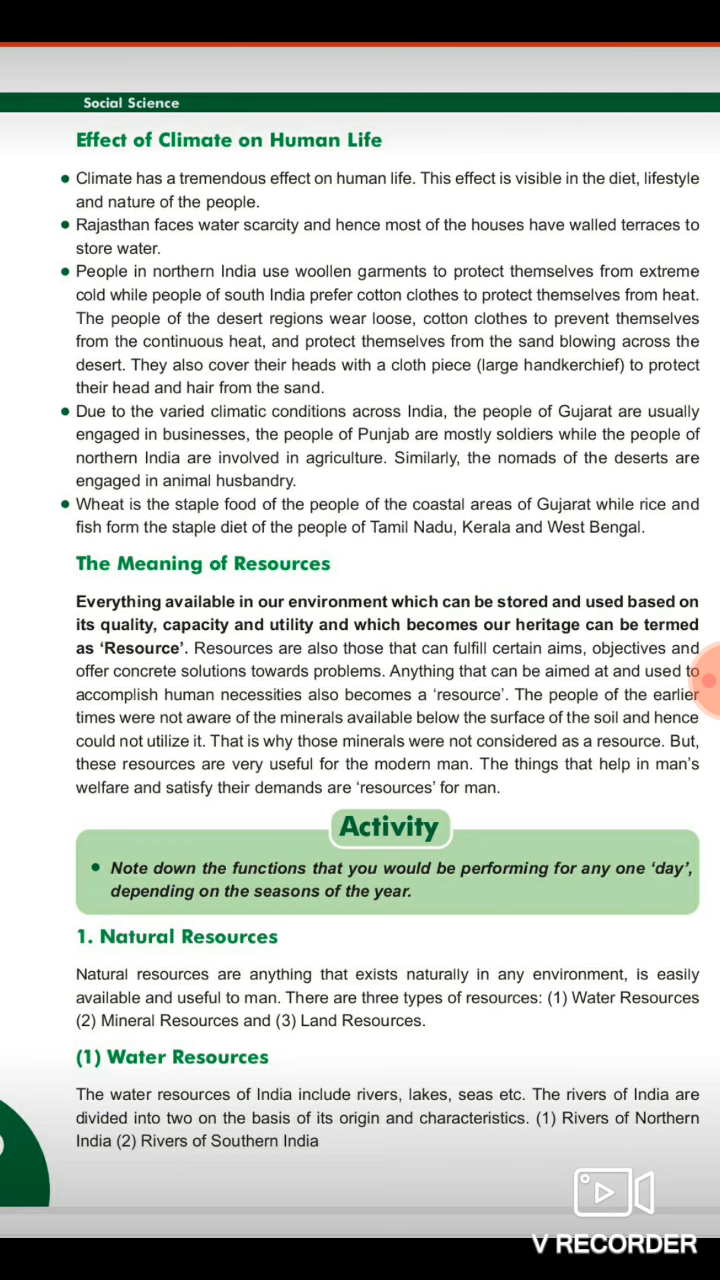 Social Science
Effect of Climate on Human Life
• Climate has a tremendous effect on human life. This effect is visible in the diet, lifestyle
and nature of the people.
• Rajasthan faces water scarcity and hence most of the houses have walled terraces to
store water.
• People in northern India use woollen garments to protect themselves from extreme
cold while people of south India prefer cotton clothes to protect themselves from heat.
The people of the desert regions wear loose, cotton clothes to prevent themselves
from the continuous heat, and protect themselves from the sand blowing across the
desert. They also cover their heads with a cloth piece (large handkerchief) to protect
their head and hair from the sand.
• Due to the varied climatic conditions across India, the people of Gujarat are usually
engaged in businesses, the people of Punjab are mostly soldiers while the people of
northern India are involved in agriculture. Similarly, the nomads of the deserts are
engaged in animal husbandry.
• Wheat is the staple food of the people of the coastal areas of Gujarat while rice and
fish form the staple diet of the people of Tamil Nadu, Kerala and West Bengal.
The Meaning of Resources
Everything available in our environment which can be stored and used based on
its quality, capacity and utility and which becomes our heritage can be termed
as ‘Resource’. Resources are also those that can fulfill certain aims, objectives and
offer concrete solutions towards problems. Anything that can be aimed at and used to
accomplish human necessities also becomes a ‘resource’. The people of the earlier
times were not aware of the minerals available below the surface of the soil and hence
could not utilize it. That is why those minerals were not considered as a resource. But,
these resources are very useful for the modern man. The things that help in man’s
welfare and satisfy their demands are ‘resources’ for man.
Activity
• Note down the functions that you would be performing for any one ‘day’,
depending on the seasons of the year.
1. Natural Resources
Natural resources are anything that exists naturally in any environment, is easily
available and useful to man. There are three types of resources: (1) Water Resources
(2) Mineral Resources and (3) Land Resources.
(1) Water Resources
The water resources of India include rivers, lakes, seas etc. The rivers of India are
divided into two on the basis of its origin and characteristics. (1) Rivers of Northern
India (2) Rivers of Southern India
V RECORDER